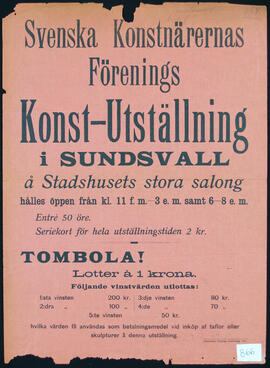 Svenska Konstnärernas
Förenings
Konst-Utställning
i SUNDSVALL
å Stadshusets stora salong
hålles öppen från kl. 11 f. m.–3 e. m. samt 6–8 e. m.
Entré 50 öre.
Seriekort för hela utställningstiden 2 kr.
TOMBOLA!
Lotter à 1 krona.
Följande vinstvärden utlottas:
1:sta vinsten 200 kr. 3:dje vinsten 80 kr.
2:dra » 100 » 4:de » 70 »
5:te vinsten 50 kr.
hvilka värden få användas som betalningsmedel vid inköp af taflor eller
skulpturer å denna utställning.
866